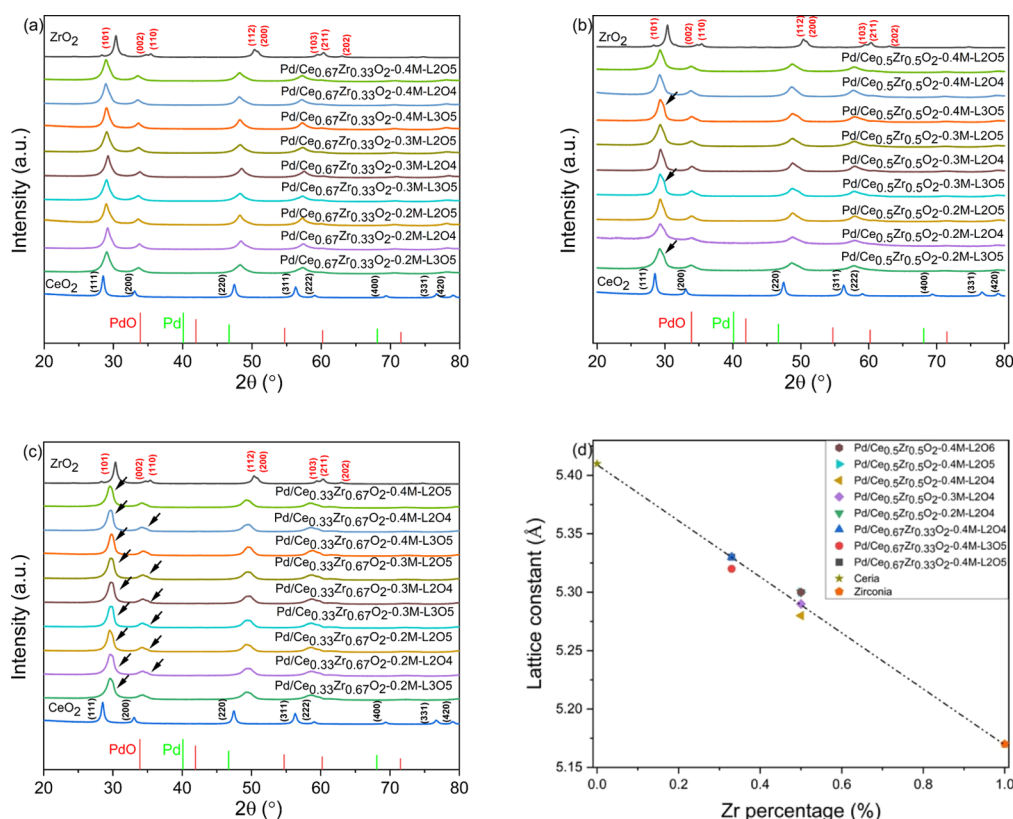 (a)
(101)
(002)
(110)
(112)
(200)
(103)
(211)
(202)
ZrO2
Pd/Ce0.67Zr0.33O2-0.4M-L2O5
Pd/Ce0.67Zr0.33O2-0.4M-L2O4
Pd/Ce0.67Zr0.33O2-0.4M-L3O5
Pd/Ce0.67Zr0.33O2-0.3M-L2O5
Pd/Ce0.67Zr0.33O2-0.3M-L2O4
Pd/Ce0.67Zr0.33O2-0.3M-L3O5
Pd/Ce0.67Zr0.33O2-0.2M-L2O5
Pd/Ce0.67Zr0.33O2-0.2M-L2O4
Pd/Ce0.67Zr0.33O2-0.2M-L3O5
CeO2
(111)
(200)
(220)
(311)
(222)
(400)
(331)
(420)
PdO
Pd
Intensity (a.u.)
20 30 40 50 60 70 80
2θ (°)
(b)
(101)
(002)
(110)
(112)
(200)
(103)
(211)
(202)
ZrO2
Pd/Ce0.5Zr0.5O2-0.4M-L2O5
Pd/Ce0.5Zr0.5O2-0.4M-L2O4
Pd/Ce0.5Zr0.5O2-0.4M-L3O5
Pd/Ce0.5Zr0.5O2-0.3M-L2O5
Pd/Ce0.5Zr0.5O2-0.3M-L2O4
Pd/Ce0.5Zr0.5O2-0.3M-L3O5
Pd/Ce0.5Zr0.5O2-0.2M-L2O5
Pd/Ce0.5Zr0.5O2-0.2M-L2O4
Pd/Ce0.5Zr0.5O2-0.2M-L3O5
CeO2
(111)
(200)
(220)
(311)
(222)
(400)
(331)
(420)
PdO
Pd
Intensity (a.u.)
20 30 40 50 60 70 80
2θ (°)
(c)
(101)
(002)
(110)
(112)
(200)
(103)
(211)
(202)
ZrO2
Pd/Ce0.33Zr0.67O2-0.4M-L2O5
Pd/Ce0.33Zr0.67O2-0.4M-L2O4
Pd/Ce0.33Zr0.67O2-0.4M-L3O5
Pd/Ce0.33Zr0.67O2-0.3M-L2O5
Pd/Ce0.33Zr0.67O2-0.3M-L2O4
Pd/Ce0.33Zr0.67O2-0.3M-L3O5
Pd/Ce0.33Zr0.67O2-0.2M-L2O5
Pd/Ce0.33Zr0.67O2-0.2M-L2O4
Pd/Ce0.33Zr0.67O2-0.2M-L3O5
CeO2
(111)
(200)
(220)
(311)
(222)
(400)
(331)
(420)
PdO
Pd
Intensity (a.u.)
20 30 40 50 60 70 80
2θ (°)
(d)
Pd/Ce0.5Zr0.5O2-0.4M-L2O6
Pd/Ce0.5Zr0.5O2-0.4M-L2O5
Pd/Ce0.5Zr0.5O2-0.4M-L2O4
Pd/Ce0.5Zr0.5O2-0.3M-L2O4
Pd/Ce0.5Zr0.5O2-0.2M-L2O4
Pd/Ce0.67Zr0.33O2-0.4M-L2O4
Pd/Ce0.67Zr0.33O2-0.4M-L3O5
Pd/Ce0.67Zr0.33O2-0.4M-L2O5
Ceria
Zirconia
Lattice constant (Å)
5.40
5.35
5.30
5.25
5.20
5.15
0.0 0.2 0.4 0.6 0.8 1.0
Zr percentage (%)